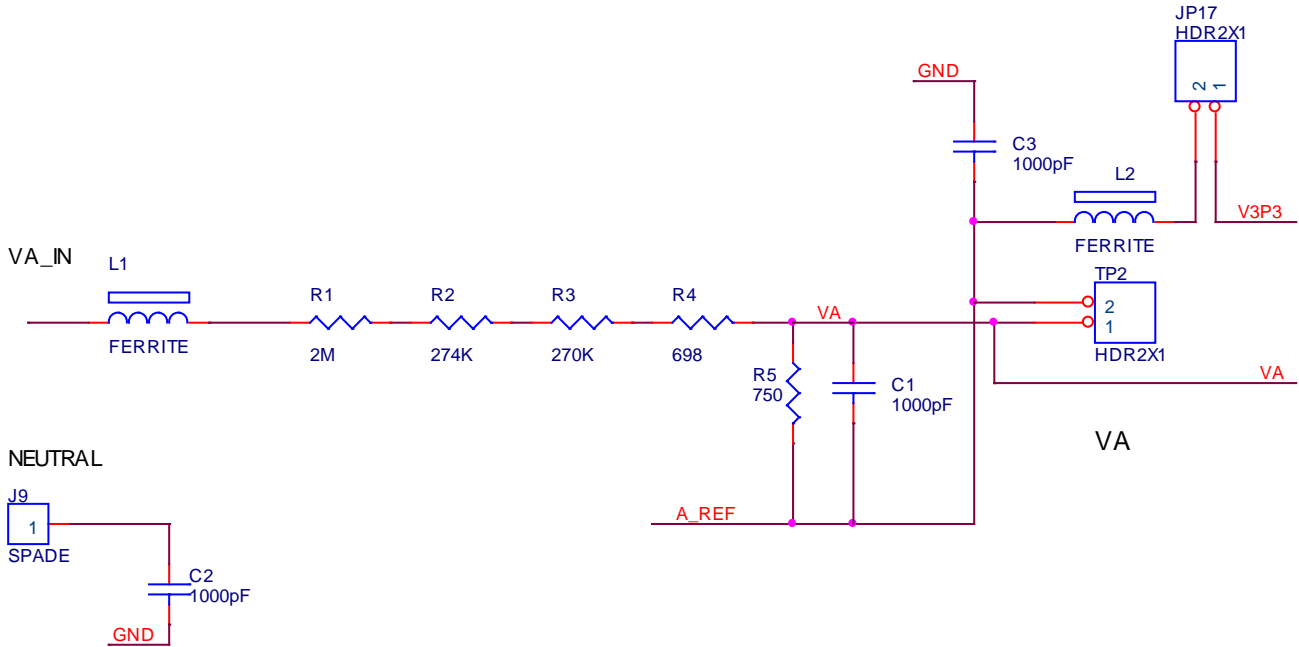 JP17
HDR2X1
2
1
GND
C3
1000pF
L2
V3P3
FERRITE
VA_IN
L1
FERRITE
R1
2M
R2
274K
R3
270K
R4
698
VA
TP2
2
1
HDR2X1
R5
750
C1
1000pF
VA
VA
NEUTRAL
J9
1
SPADE
A_REF
C2
1000pF
GND